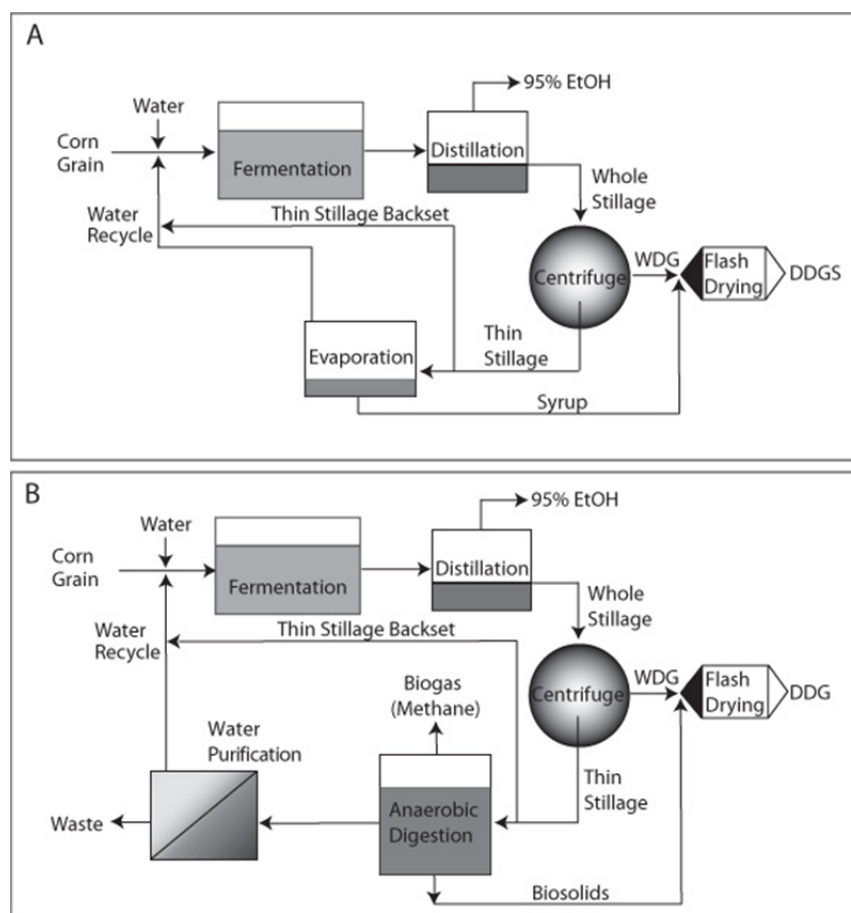 A
95% EtOH
Water
Corn
Grain
Fermentation
Distillation
Whole
Stillage
Water
Recycle
Thin Stillage Backset
Centrifuge
WDG
Flash
Drying
DDGS
Evaporation
Thin
Stillage
Syrup
B
95% EtOH
Water
Corn
Grain
Fermentation
Distillation
Whole
Stillage
Water
Recycle
Thin Stillage Backset
Centrifuge
WDG
Flash
Drying
DDG
Biogas
(Methane)
Water
Purification
Thin
Stillage
Anaerobic
Digestion
Waste
Biosolids